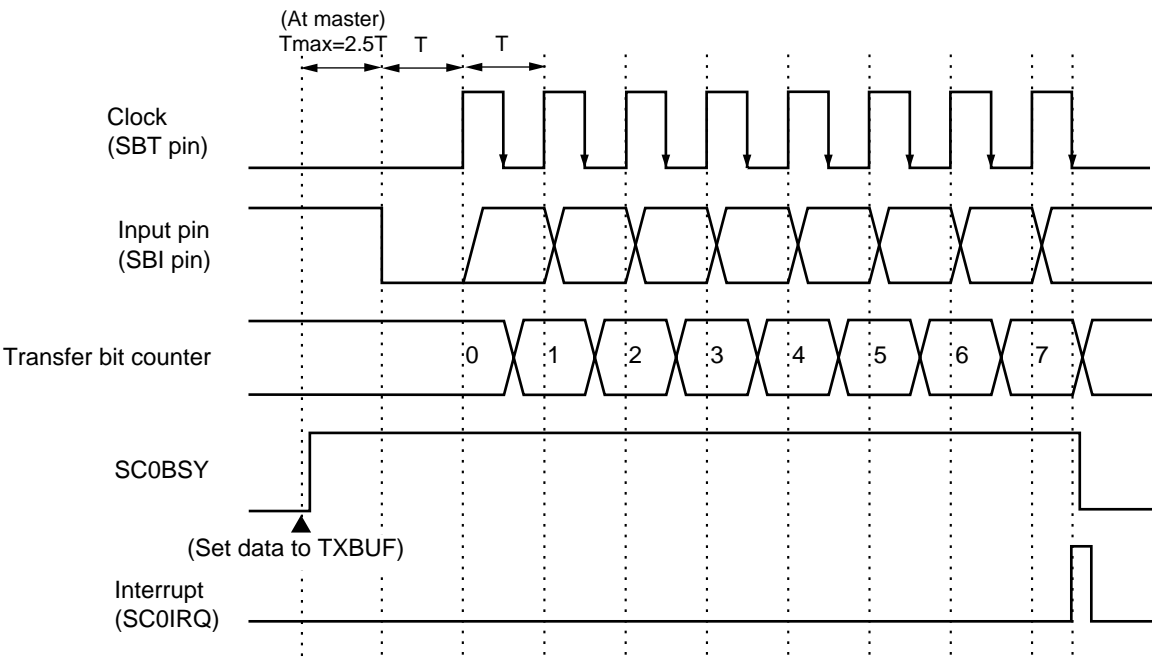 (At master)
Tmax=2.5T T T
Clock
(SBT pin)
Input pin
(SBI pin)
Transfer bit counter 0 1 2 3 4 5 6 7
SC0BSY
(Set data to TXBUF)
Interrupt
(SC0IRQ)